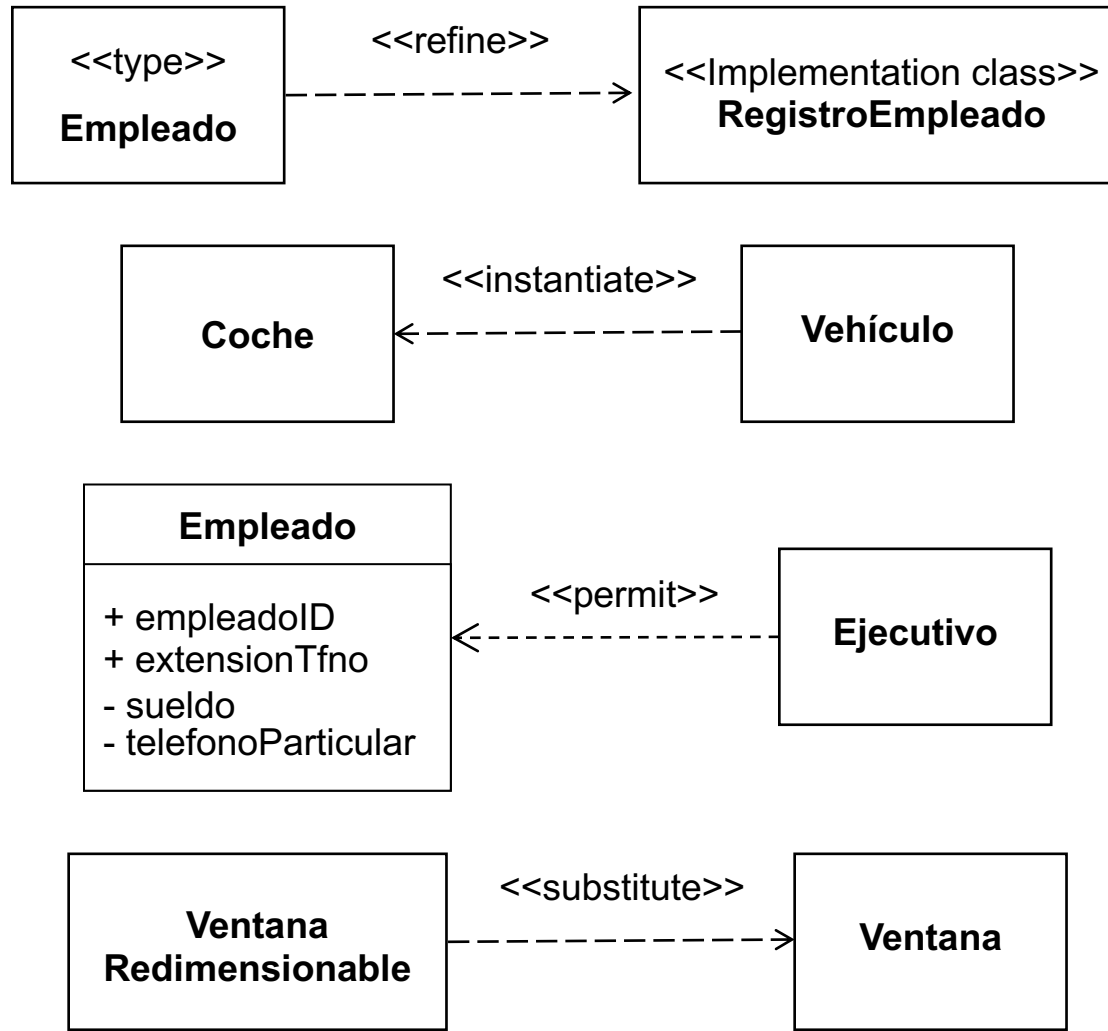 <<type>>
Empleado
<<refine>>
<<Implementation class>>
RegistroEmpleado
Coche
<<instantiate>>
Vehículo
Empleado
+ empleadoID
+ extensionTfno
- sueldo
- telefonoParticular
<<permit>>
Ejecutivo
Ventana
Redimensionable
<<substitute>>
Ventana